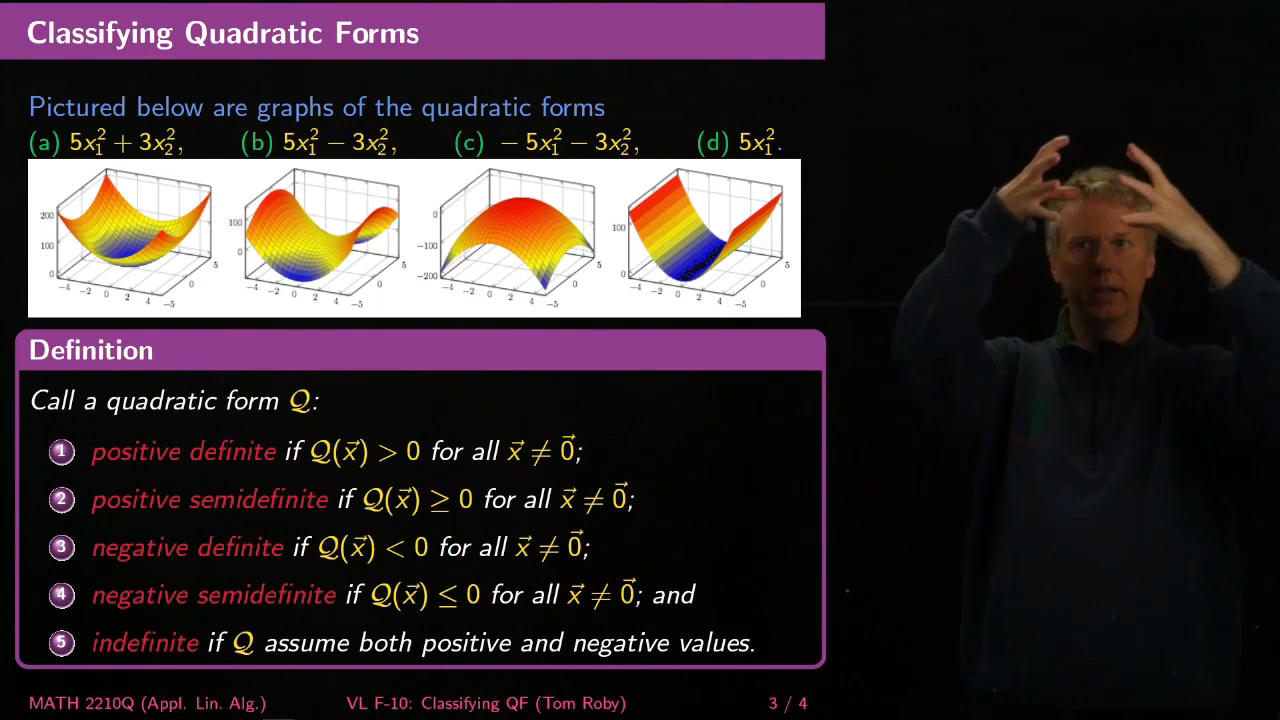 Classifying Quadratic Forms
Pictured below are graphs of the quadratic forms
(a) 5x₁² + 3x₂², (b) 5x₁² − 3x₂², (c) − 5x₁² − 3x₂², (d) 5x₁².
200 100 0 −4 −2 0 2 4 −5 0 5
100 0 −4 −2 0 2 4 −5 0 5
0 −100 −200 −4 −2 0 2 4 −5 0 5
100 0 −4 −2 0 2 4 −5 0 5
Definition
Call a quadratic form Q:
1 positive definite if Q(x⃗) > 0 for all x⃗ ≠ 0⃗;
2 positive semidefinite if Q(x⃗) ≥ 0 for all x⃗ ≠ 0⃗;
3 negative definite if Q(x⃗) < 0 for all x⃗ ≠ 0⃗;
4 negative semidefinite if Q(x⃗) ≤ 0 for all x⃗ ≠ 0⃗; and
5 indefinite if Q assume both positive and negative values.
MATH 2210Q (Appl. Lin. Alg.) VL F-10: Classifying QF (Tom Roby) 3 / 4